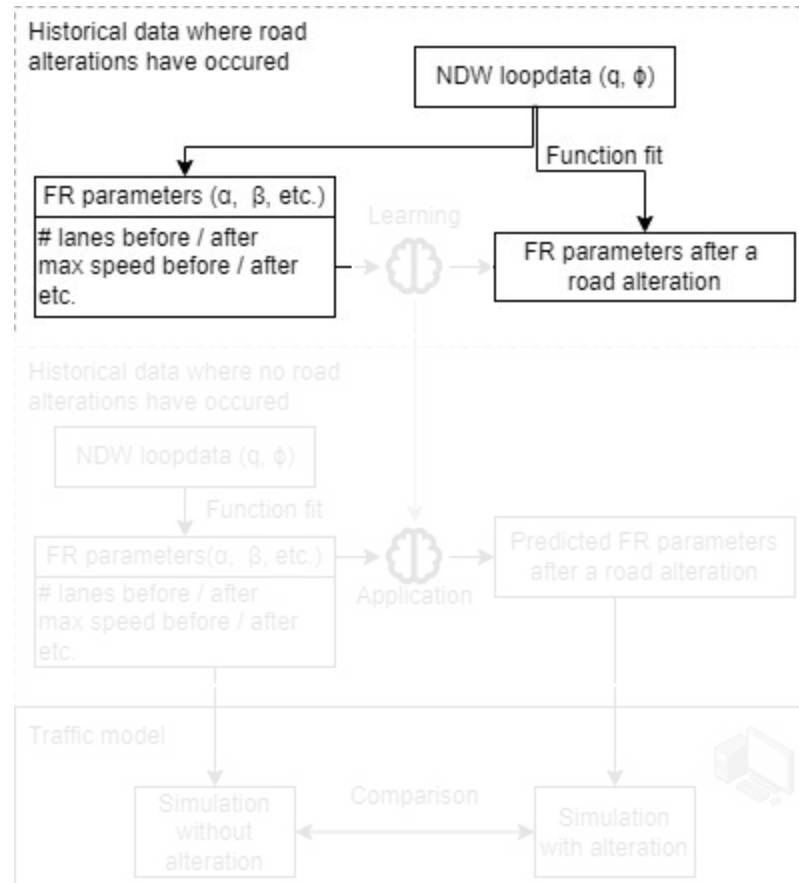 Historical data where road
alterations have occured
NDW loopdata (q, ϕ)
Function fit
FR parameters (α, β, etc.)
# lanes before / after
max speed before / after
etc.
Learning
FR parameters after a
road alteration
Historical data where no road
alterations have occured
NDW loopdata (q, ϕ)
Function fit
FR parameters(α, β, etc.)
# lanes before / after
max speed before / after
etc.
Application
Predicted FR parameters
after a road alteration
Traffic model
Simulation
without
alteration
Comparison
Simulation
with alteration